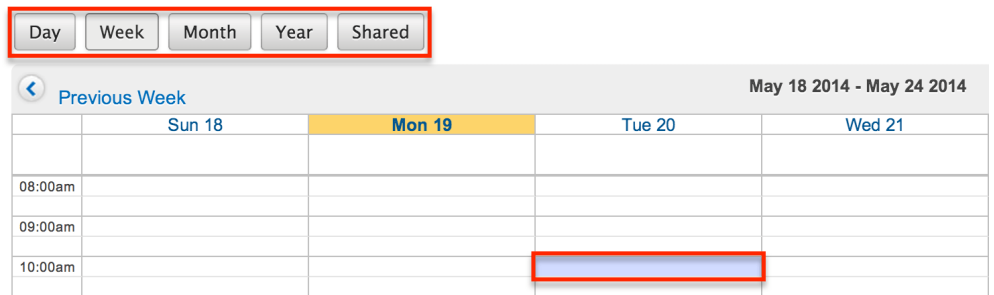 Day Week Month Year Shared
May 18 2014 - May 24 2014
Previous Week
Sun 18 Mon 19 Tue 20 Wed 21
08:00am
09:00am
10:00am